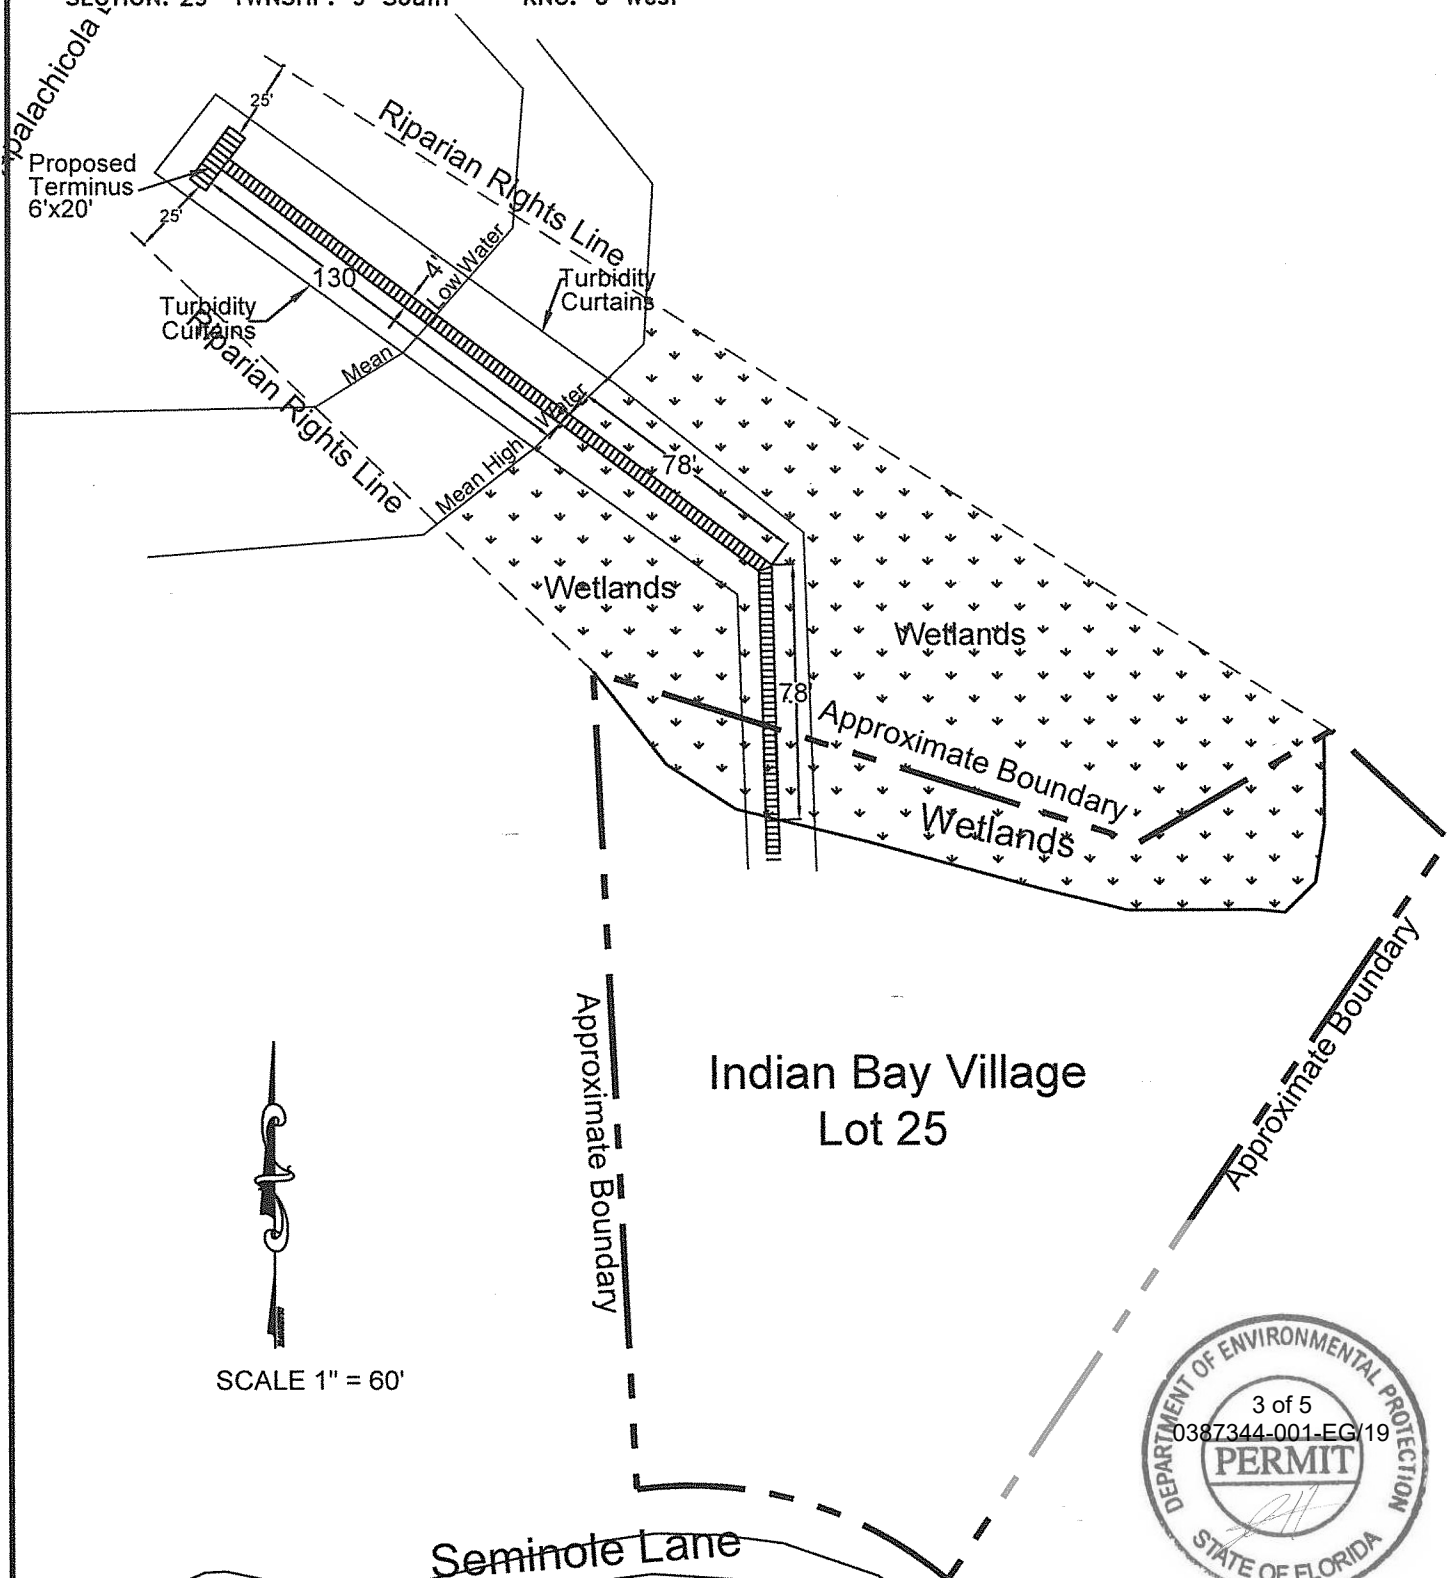 palachicola
25'
Riparian Rights Line
Proposed
Terminus
6'x20'
25'
130
4'
Low Water
Turbidity
Curtains
Turbidity
Curtains
Riparian Rights Line
Mean
Water
Mean High
78'
Wetlands
Wetlands
78'
Approximate Boundary
Wetlands
Approximate Boundary
Approximate Boundary
Indian Bay Village
Lot 25
SCALE 1" = 60'
DEPARTMENT OF ENVIRONMENTAL PROTECTION
3 of 5
0387344-001-EG/19
PERMIT
STATE OF FLORIDA
Seminole Lane